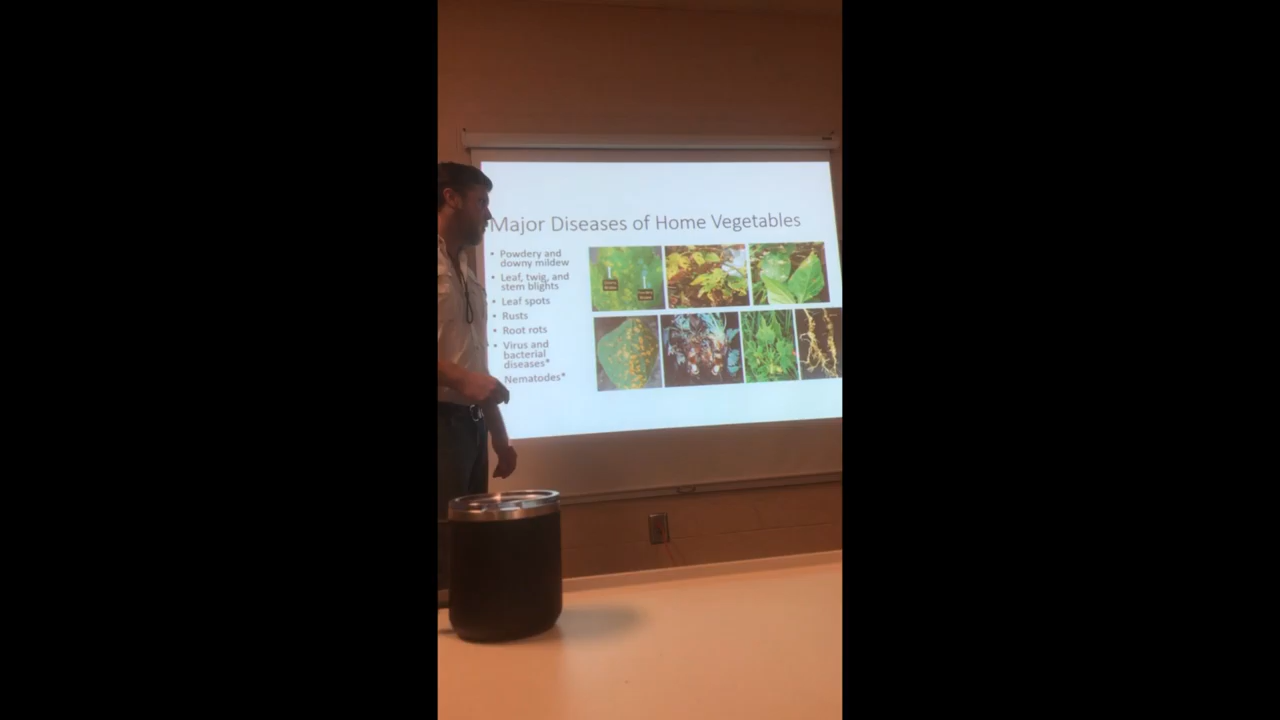 Major Diseases of Home Vegetables
• Powdery and
downy mildew
• Leaf, twig, and
stem blights
• Leaf spots
• Rusts
• Root rots
• Virus and
bacterial
diseases*
Nematodes*